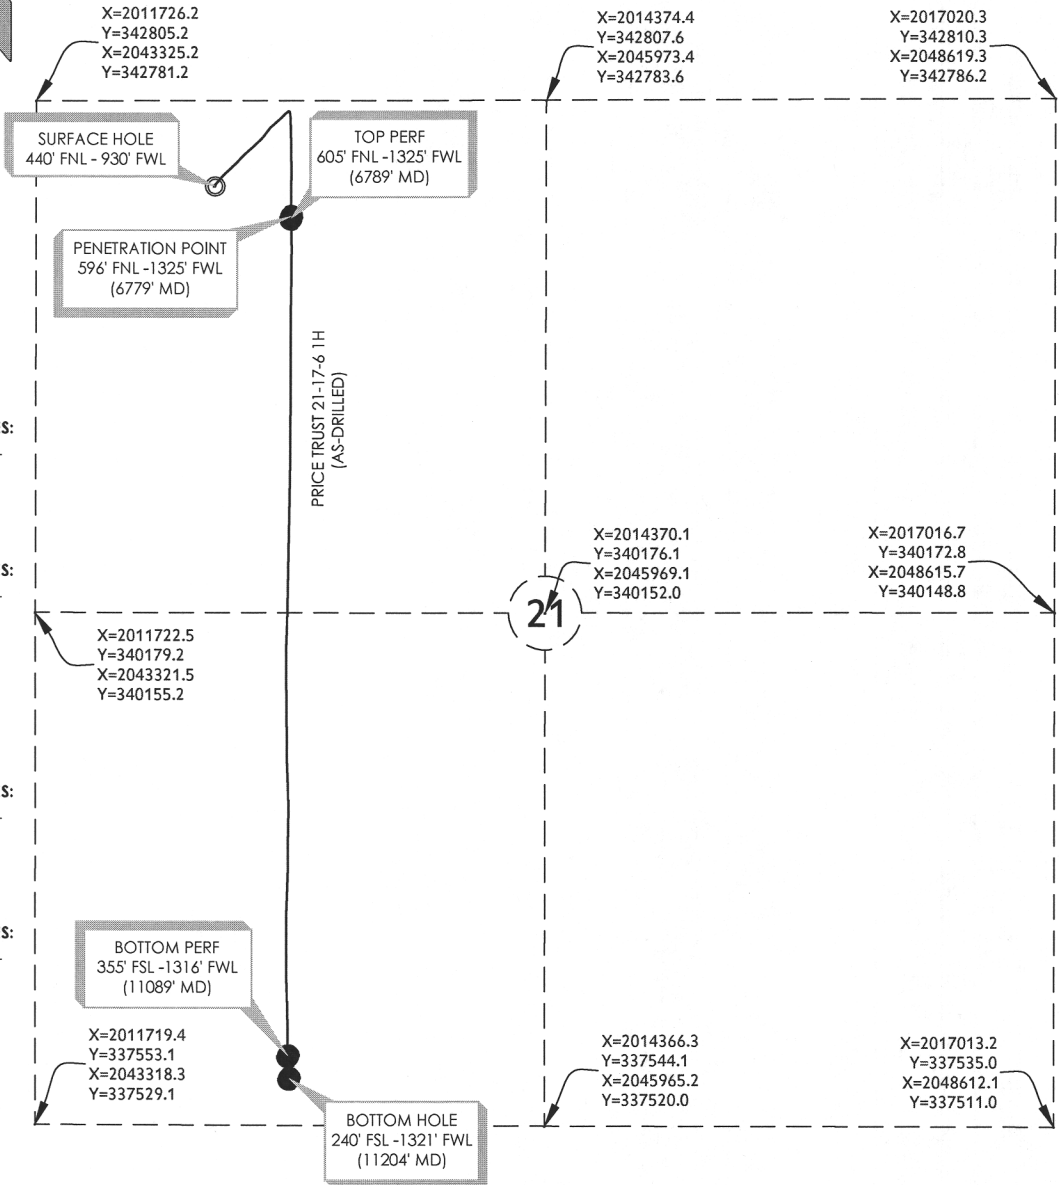 X=2011726.2
Y=342805.2
X=2043325.2
Y=342781.2
X=2014374.4
Y=342807.6
X=2045973.4
Y=342783.6
X=2017020.3
Y=342810.3
X=2048619.3
Y=342786.2
SURFACE HOLE
440' FNL - 930' FWL
TOP PERF
605' FNL -1325' FWL
(6789' MD)
PENETRATION POINT
596' FNL -1325' FWL
(6779' MD)
PRICE TRUST 21-17-6 1H
(AS-DRILLED)
S:
S:
X=2014370.1
Y=340176.1
X=2045969.1
Y=340152.0
X=2017016.7
Y=340172.8
X=2048615.7
Y=340148.8
21
X=2011722.5
Y=340179.2
X=2043321.5
Y=340155.2
S:
S:
BOTTOM PERF
355' FSL -1316' FWL
(11089' MD)
X=2011719.4
Y=337553.1
X=2043318.3
Y=337529.1
X=2014366.3
Y=337544.1
X=2045965.2
Y=337520.0
X=2017013.2
Y=337535.0
X=2048612.1
Y=337511.0
BOTTOM HOLE
240' FSL -1321' FWL
(11204' MD)